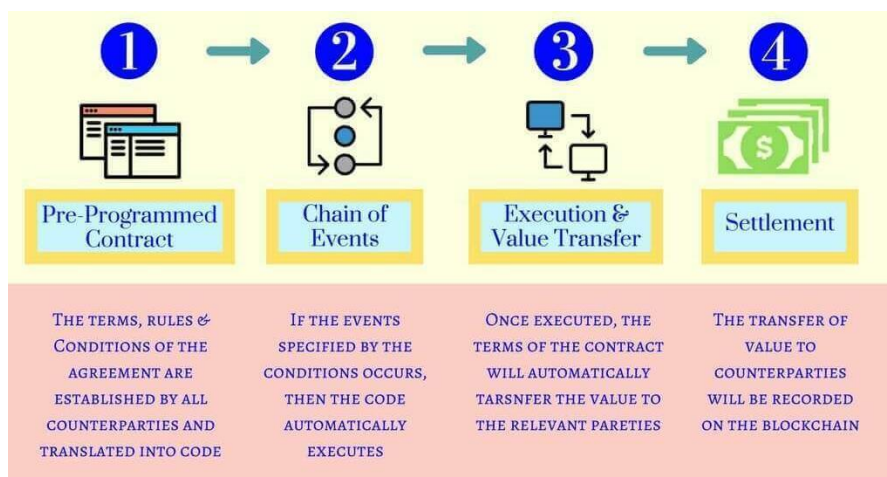 1
2
3
4
Pre-Programmed
Contract
Chain of
Events
Execution &
Value Transfer
Settlement
THE TERMS, RULES &
CONDITIONS OF THE
AGREEMENT ARE
ESTABLISHED BY ALL
COUNTERPARTIES AND
TRANSLATED INTO CODE
IF THE EVENTS
SPECIFIED BY THE
CONDITIONS OCCURS,
THEN THE CODE
AUTOMATICALLY
EXECUTES
ONCE EXECUTED, THE
TERMS OF THE CONTRACT
WILL AUTOMATICALLY
TARSNFER THE VALUE TO
THE RELEVANT PARETIES
THE TRANSFER OF
VALUE TO
COUNTERPARTIES
WILL BE RECORDED
ON THE BLOCKCHAIN